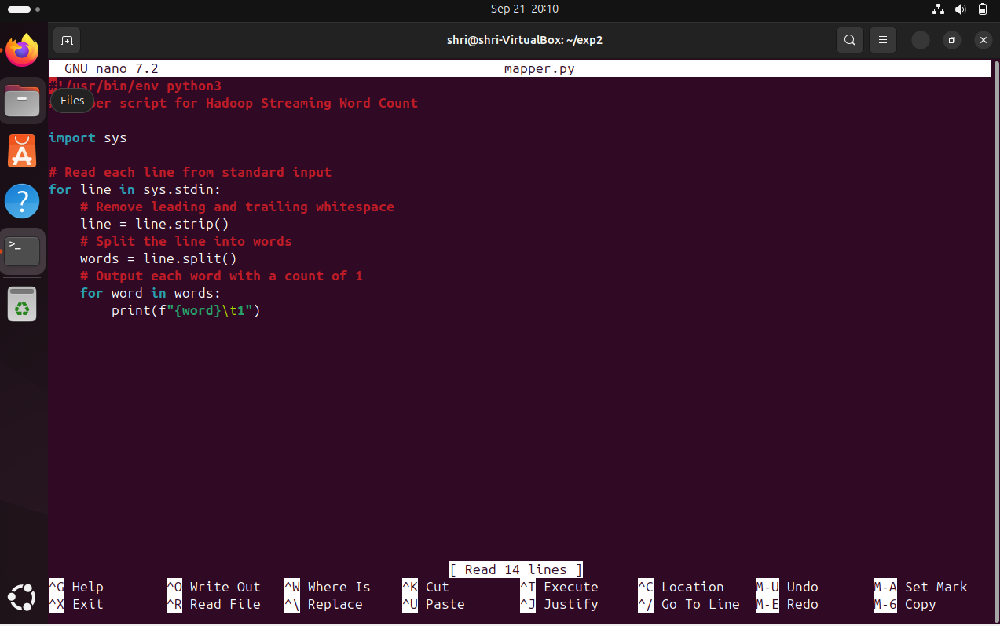 Sep 21 20:10
shri@shri-VirtualBox: ~/exp2
GNU nano 7.2 mapper.py
#!/usr/bin/env python3
Files
script for Hadoop Streaming Word Count
import sys
# Read each line from standard input
for line in sys.stdin:
# Remove leading and trailing whitespace
line = line.strip()
# Split the line into words
words = line.split()
# Output each word with a count of 1
for word in words:
print(f"{word}\t1")
[ Read 14 lines ]
^G Help ^O Write Out ^W Where Is ^K Cut ^T Execute ^C Location M-U Undo M-A Set Mark
^X Exit ^R Read File ^\ Replace ^U Paste ^J Justify ^/ Go To Line M-E Redo M-6 Copy